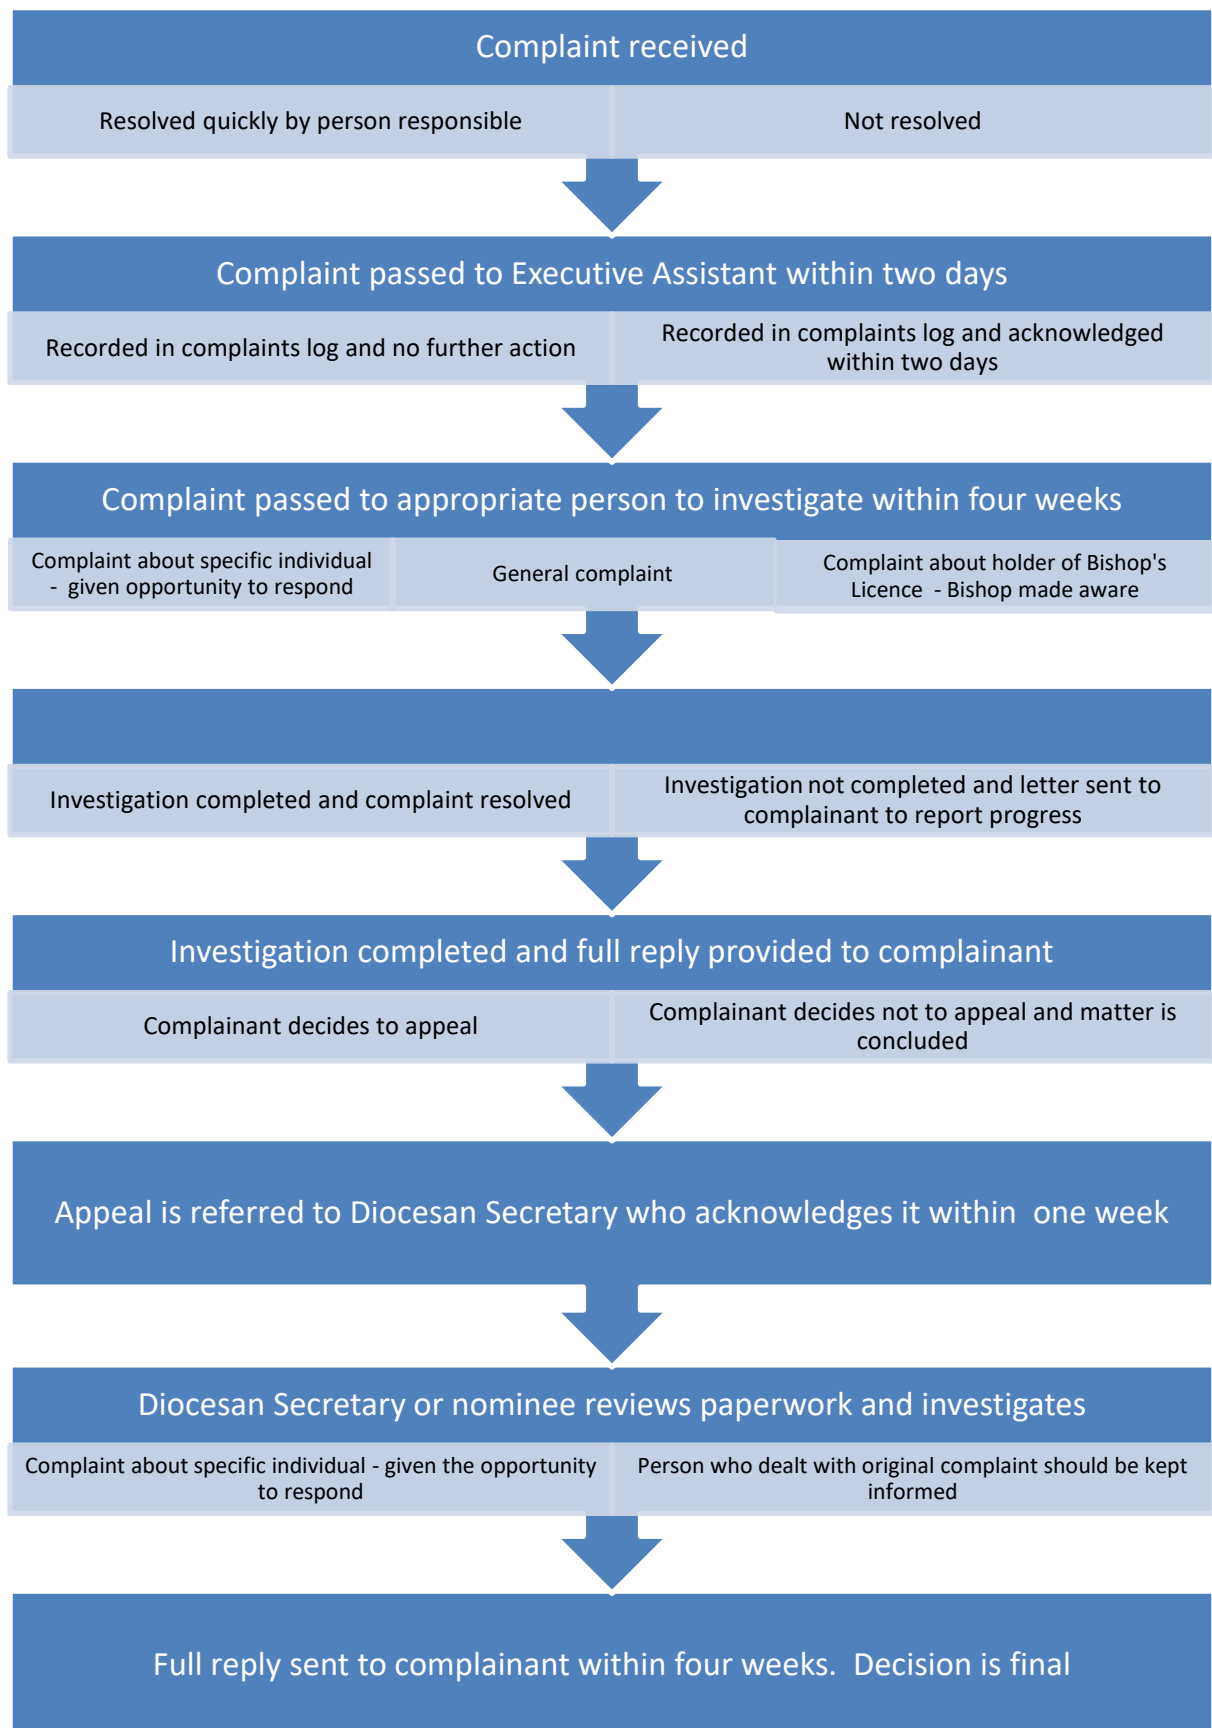 Complaint received
Resolved quickly by person responsible
Not resolved
Complaint passed to Executive Assistant within two days
Recorded in complaints log and no further action
Recorded in complaints log and acknowledged
within two days
Complaint passed to appropriate person to investigate within four weeks
Complaint about specific individual
- given opportunity to respond
General complaint
Complaint about holder of Bishop's
Licence - Bishop made aware
Investigation completed and complaint resolved
Investigation not completed and letter sent to
complainant to report progress
Investigation completed and full reply provided to complainant
Complainant decides to appeal
Complainant decides not to appeal and matter is
concluded
Appeal is referred to Diocesan Secretary who acknowledges it within one week
Diocesan Secretary or nominee reviews paperwork and investigates
Complaint about specific individual - given the opportunity
to respond
Person who dealt with original complaint should be kept
informed
Full reply sent to complainant within four weeks. Decision is final